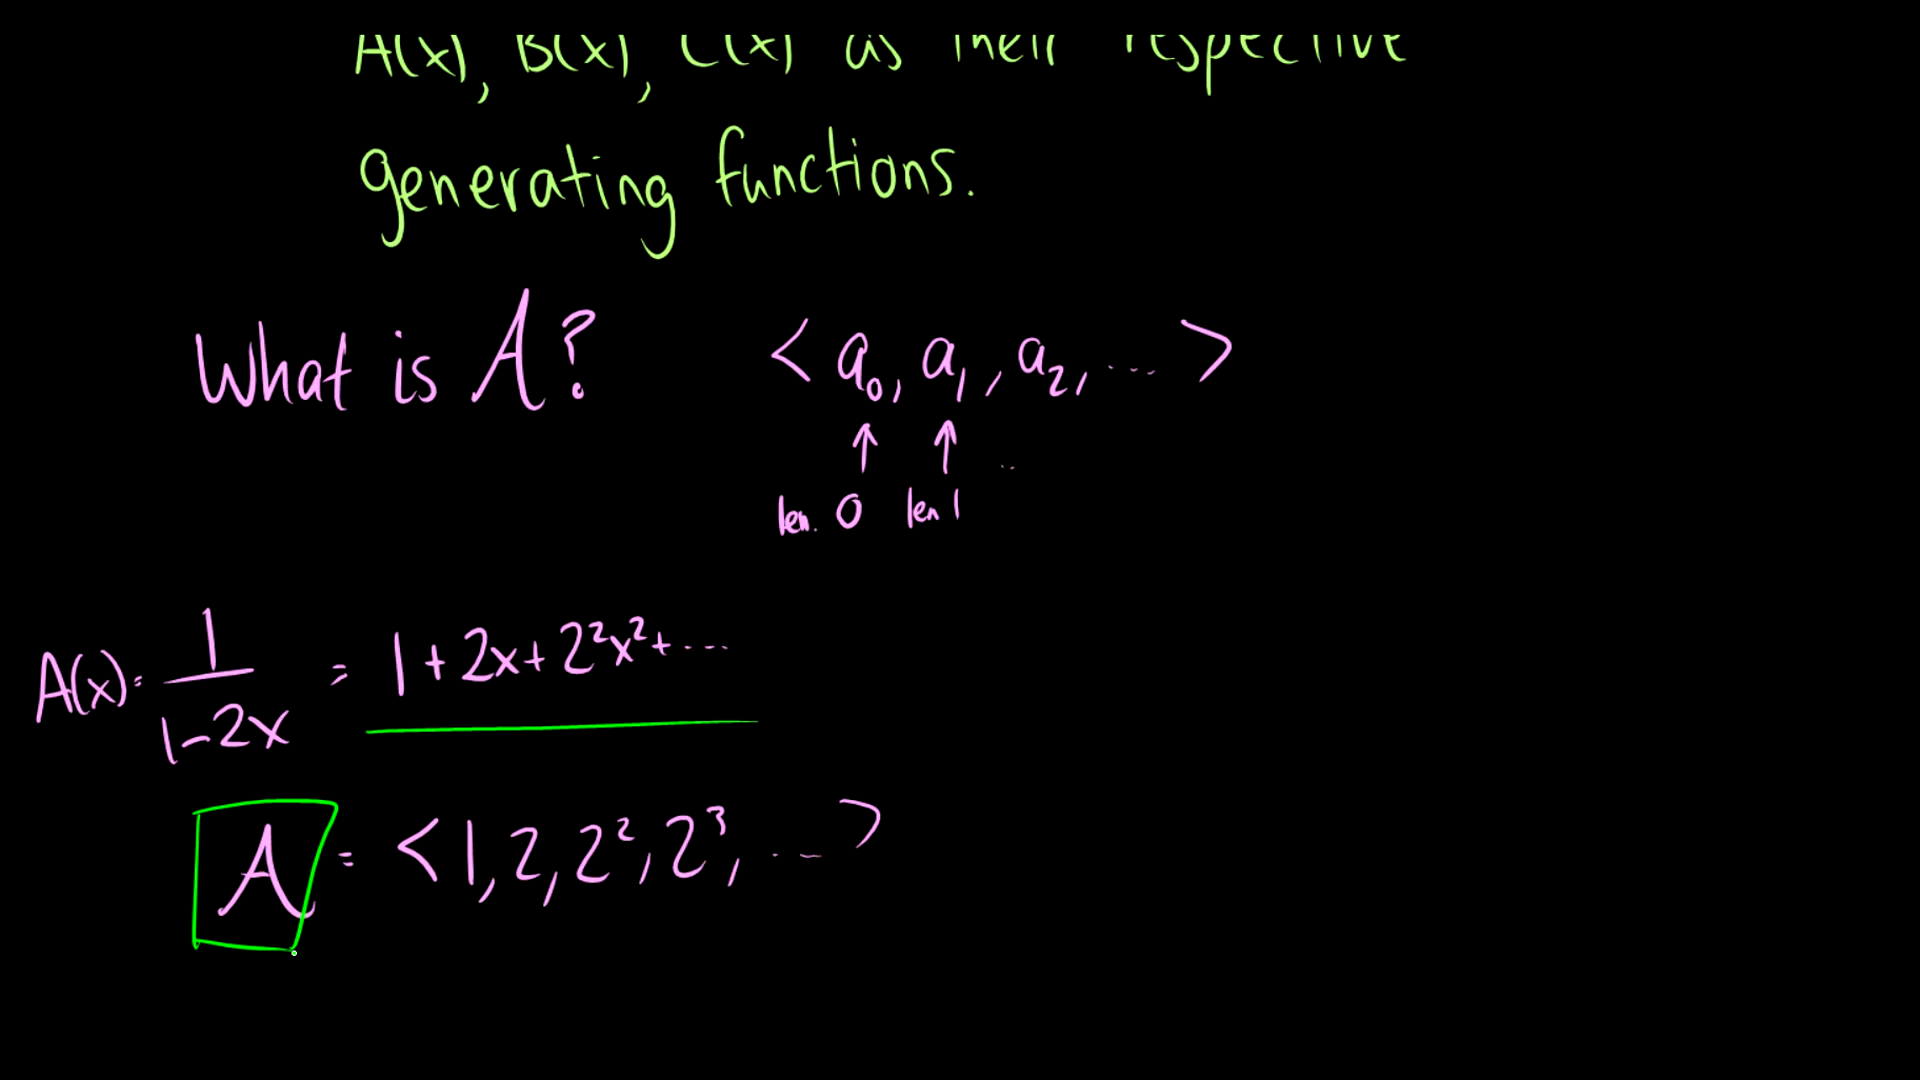 A(x), B(x), C(x) as their respective
generating functions.
What is A? < a₀, a₁, a₂, ... >
↑ ↑ ..
len. 0 len 1
A(x) = 1/(1-2x) = 1 + 2x + 2²x² + ...
A = < 1, 2, 2², 2³, ... >